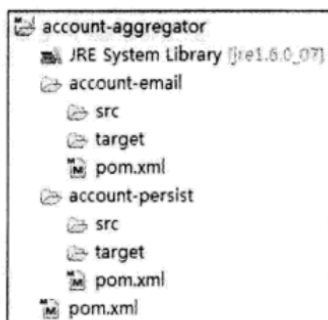 account-aggregator
JRE System Library [jre1.6.0_07]
account-email
src
target
pom.xml
account-persist
src
target
pom.xml
pom.xml